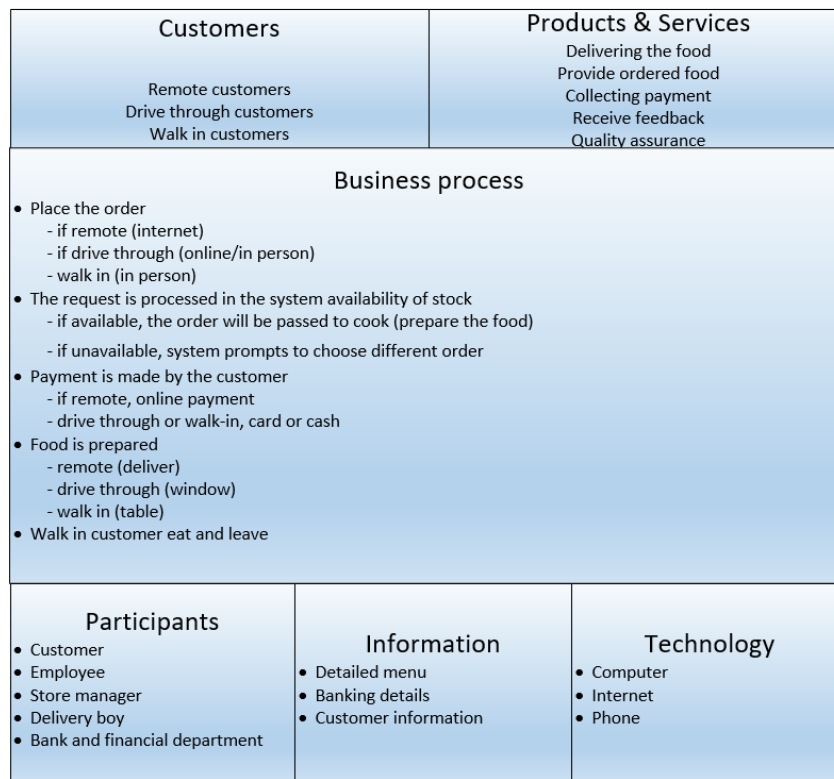 Customers
Remote customers
Drive through customers
Walk in customers
Products & Services
Delivering the food
Provide ordered food
Collecting payment
Receive feedback
Quality assurance
Business process
• Place the order
- if remote (internet)
- if drive through (online/in person)
- walk in (in person)
• The request is processed in the system availability of stock
- if available, the order will be passed to cook (prepare the food)
- if unavailable, system prompts to choose different order
• Payment is made by the customer
- if remote, online payment
- drive through or walk-in, card or cash
• Food is prepared
- remote (deliver)
- drive through (window)
- walk in (table)
• Walk in customer eat and leave
Participants
• Customer
• Employee
• Store manager
• Delivery boy
• Bank and financial department
Information
• Detailed menu
• Banking details
• Customer information
Technology
• Computer
• Internet
• Phone